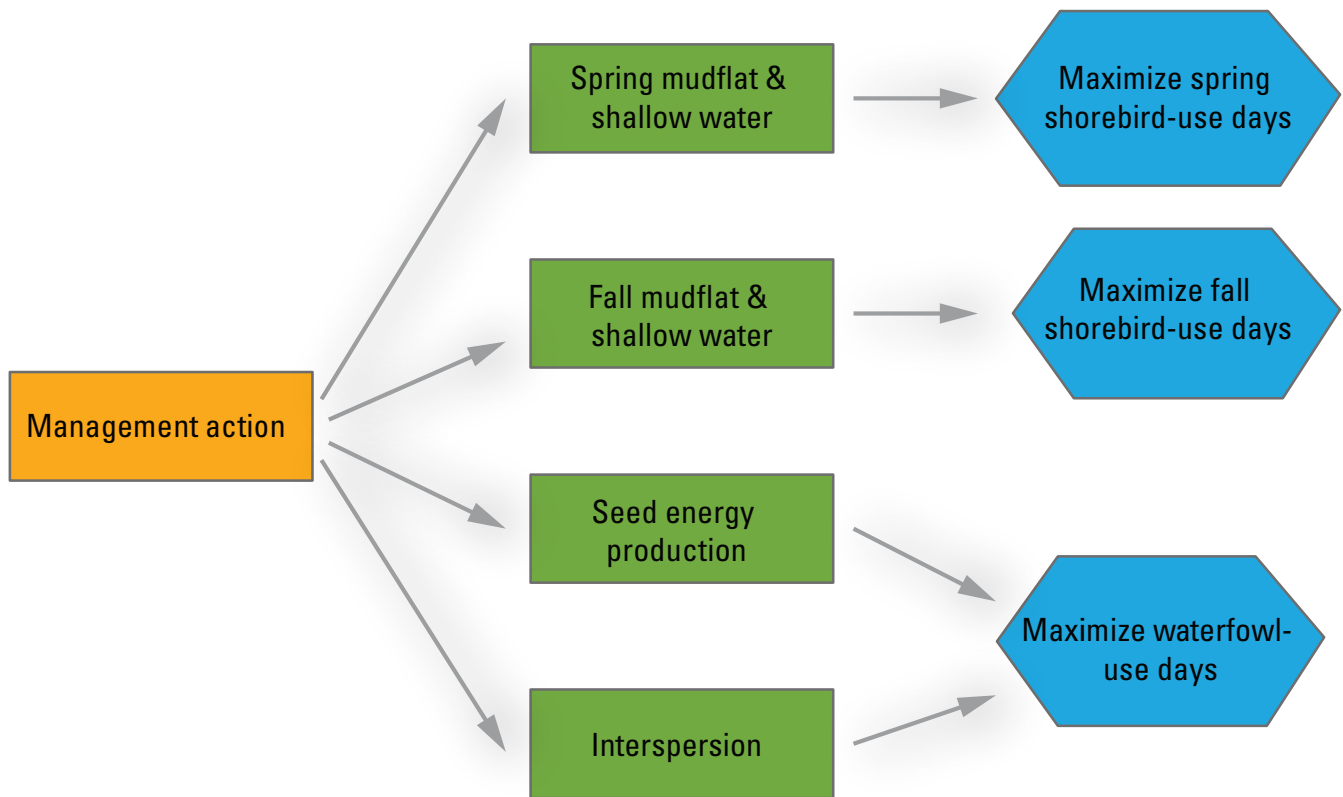 Spring mudflat &
shallow water
Maximize spring
shorebird-use days
Fall mudflat &
shallow water
Maximize fall
shorebird-use days
Management action
Seed energy
production
Maximize waterfowl-
use days
Interspersion